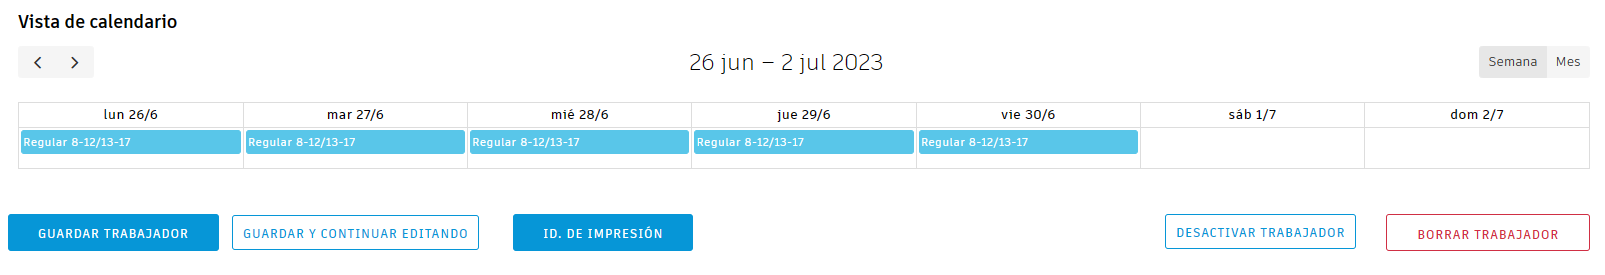 Vista de calendario
26 jun – 2 jul 2023
Semana Mes
lun 26/6 mar 27/6 mié 28/6 jue 29/6 vie 30/6 sáb 1/7 dom 2/7
Regular 8-12/13-17 Regular 8-12/13-17 Regular 8-12/13-17 Regular 8-12/13-17 Regular 8-12/13-17
GUARDAR TRABAJADOR GUARDAR Y CONTINUAR EDITANDO ID. DE IMPRESIÓN DESACTIVAR TRABAJADOR BORRAR TRABAJADOR